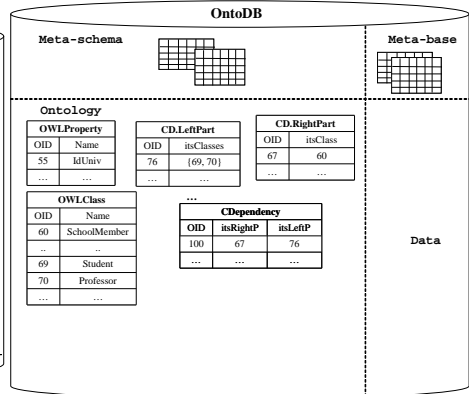 OntoDB
Meta-schema
Meta-base
Ontology
OWLProperty
OID Name
55 IdUniv
... ...
CD.LeftPart
OID itsClasses
76 {69, 70}
... ...
CD.RightPart
OID itsClass
67 60
... ...
...
OWLClass
OID Name
60 SchoolMember
.. ..
69 Student
70 Professor
... ...
CDependency
OID itsRightP itsLeftP
100 67 76
... ... ...
Data